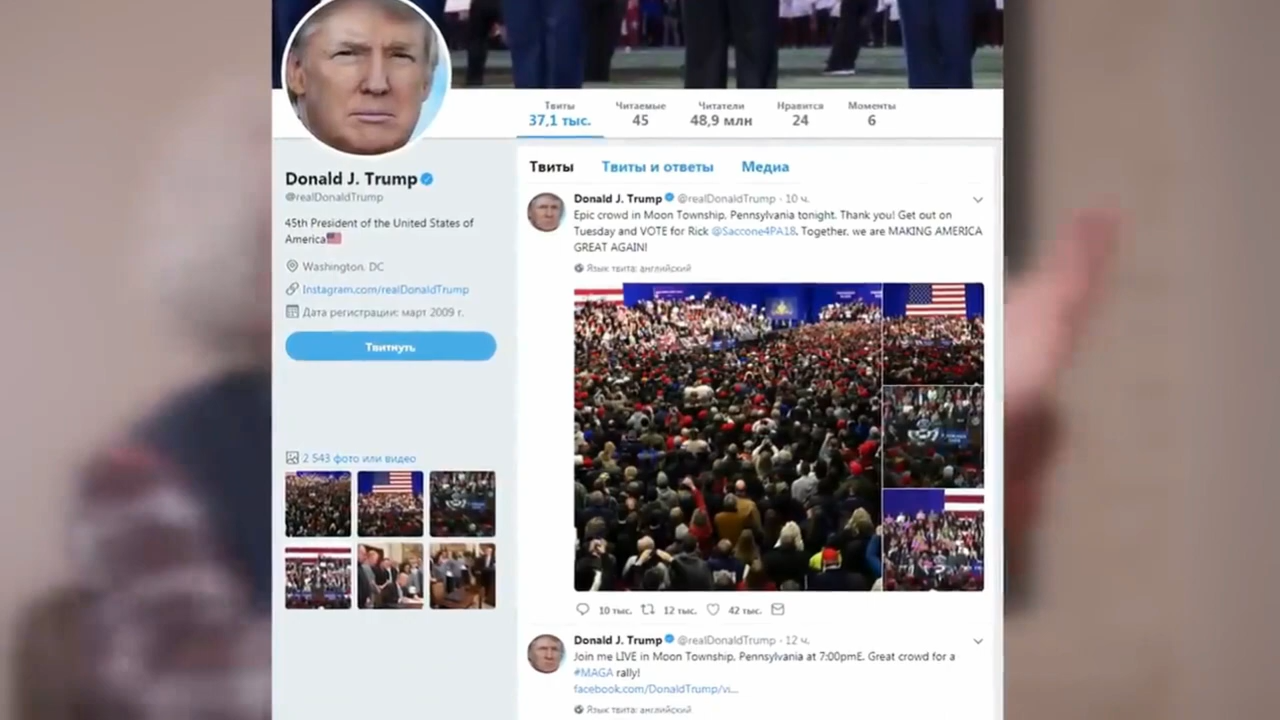 Твиты
37,1 тыс.
Читаемые
45
Читатели
48,9 млн
Нравится
24
Моменты
6
Donald J. Trump
@realDonaldTrump
45th President of the United States of
America
Washington, DC
Instagram.com/realDonaldTrump
Дата регистрации: март 2009 г.
Твитнуть
2 543 фото или видео
Твиты Твиты и ответы Медиа
Donald J. Trump @realDonaldTrump · 10 ч.
Epic crowd in Moon Township, Pennsylvania tonight. Thank you! Get out on
Tuesday and VOTE for Rick @Saccone4PA18. Together, we are MAKING AMERICA
GREAT AGAIN!
Язык твита: английский
10 тыс. 12 тыс. 42 тыс.
Donald J. Trump @realDonaldTrump · 12 ч.
Join me LIVE in Moon Township, Pennsylvania at 7:00pmE. Great crowd for a
#MAGA rally!
facebook.com/DonaldTrump/vi...
Язык твита: английский